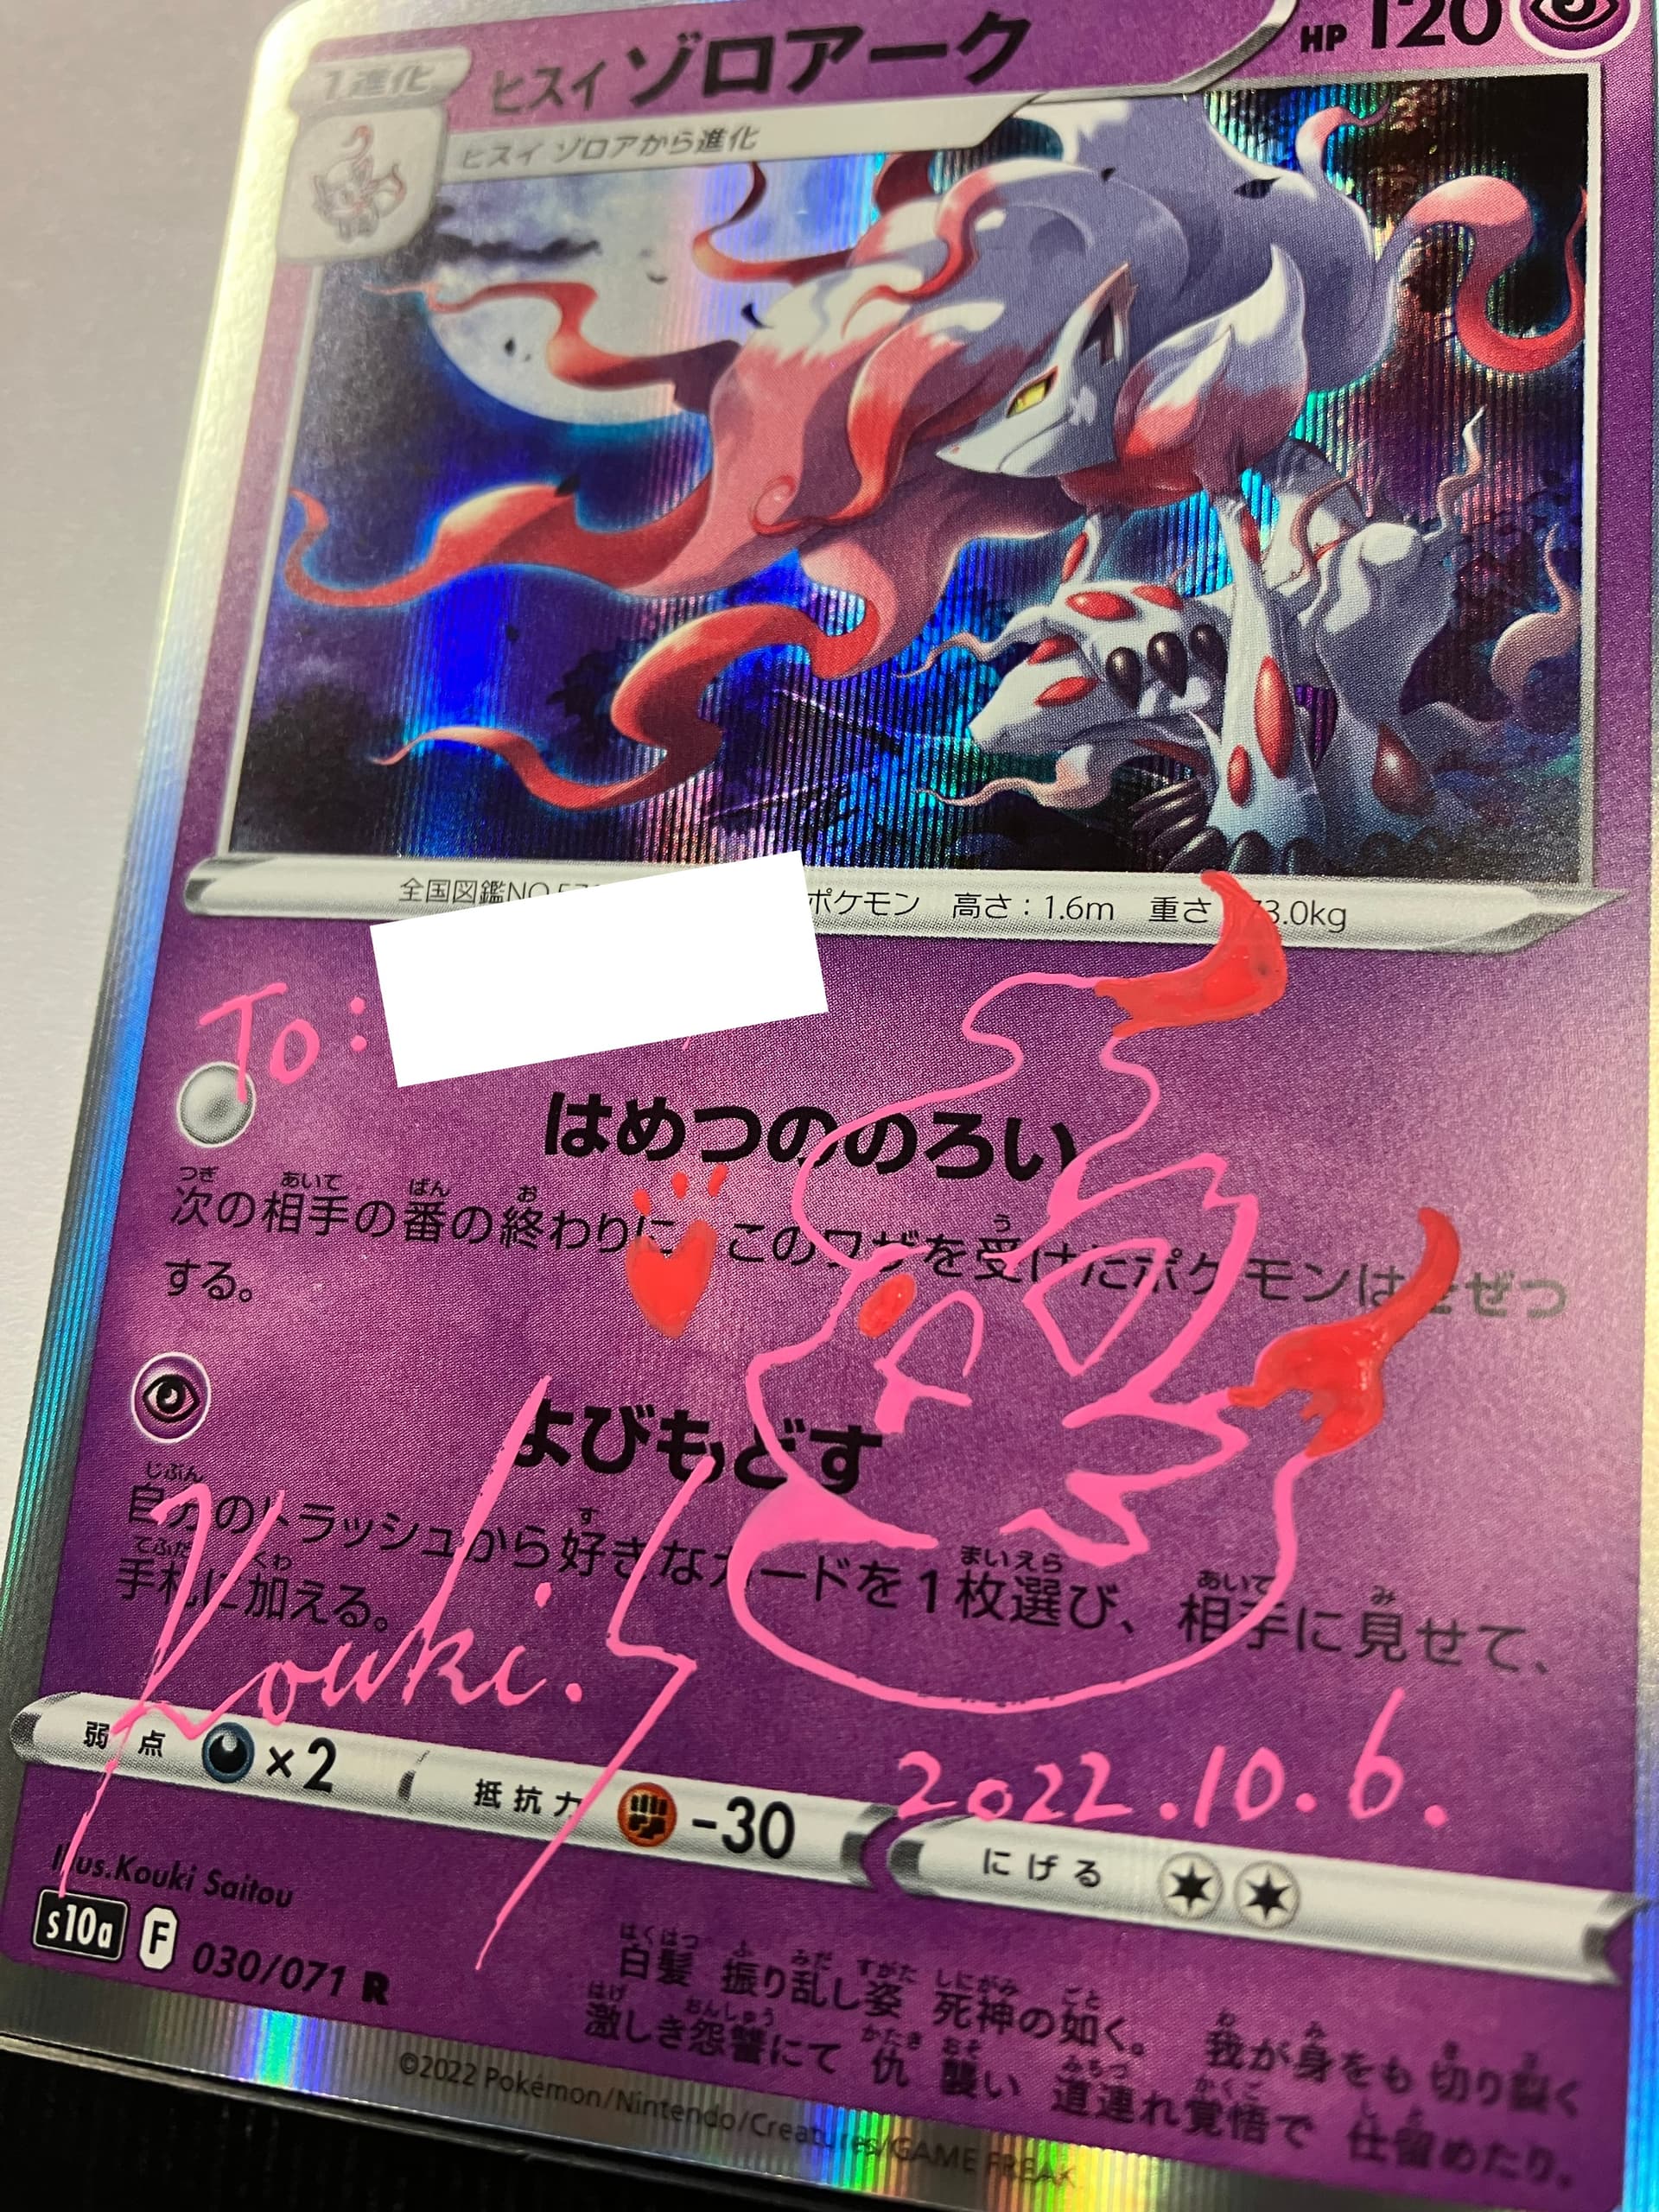 1進化
ヒスイ ゾロアーク
HP 120
ヒスイ ゾロアから進化
全国図鑑NO.
ポケモン 高さ：1.6m 重さ 73.0kg
To:
はめつののろい
次の相手の番の終わりに このワザを受けたポケモンは きぜつ
する。
よびもどす
自分のトラッシュから好きなカードを1枚選び、相手に見せて、
手札に加える。
Kouki.S
2022.10.6.
弱点 ×2 抵抗力 -30 にげる
Illus.Kouki Saitou
s10a F 030/071 R
白髪 振り乱し姿 死神の如く。 我が身をも 切り裂く
激しき怨讐にて 仇 襲い 道連れ覚悟で 仕留めたり。
©2022 Pokémon/Nintendo/Creatures/GAME FREAK